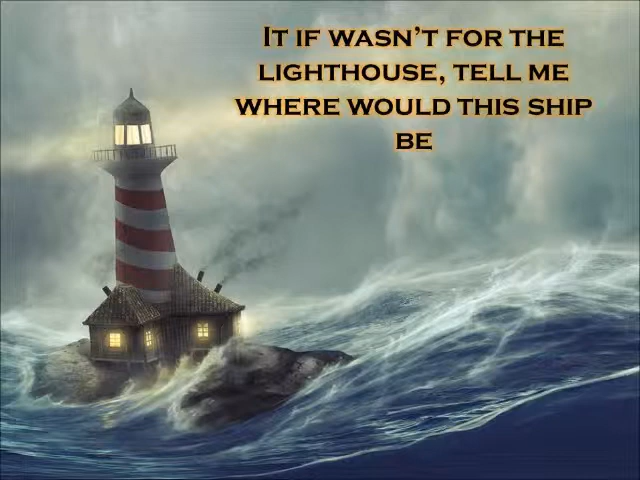 It if wasn't for the
lighthouse, tell me
where would this ship
be